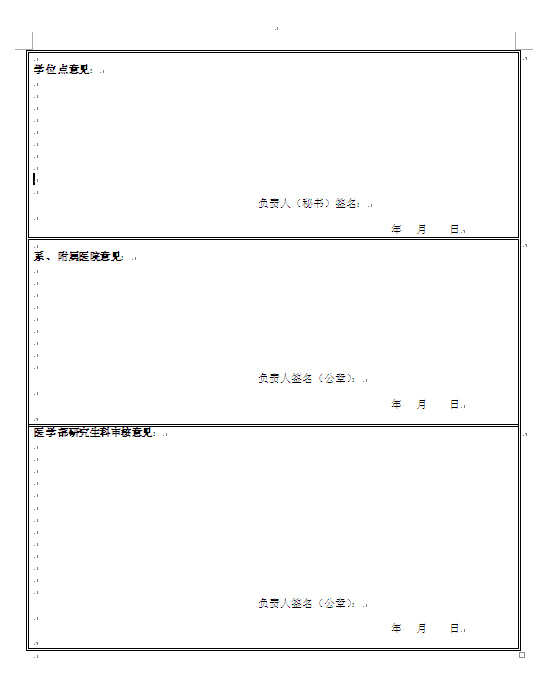 学位点意见：
负责人（秘书）签名：
年 月 日
系、附属医院意见：
负责人签名（公章）：
年 月 日
医学部研究生科审核意见：
负责人签名（公章）：
年 月 日